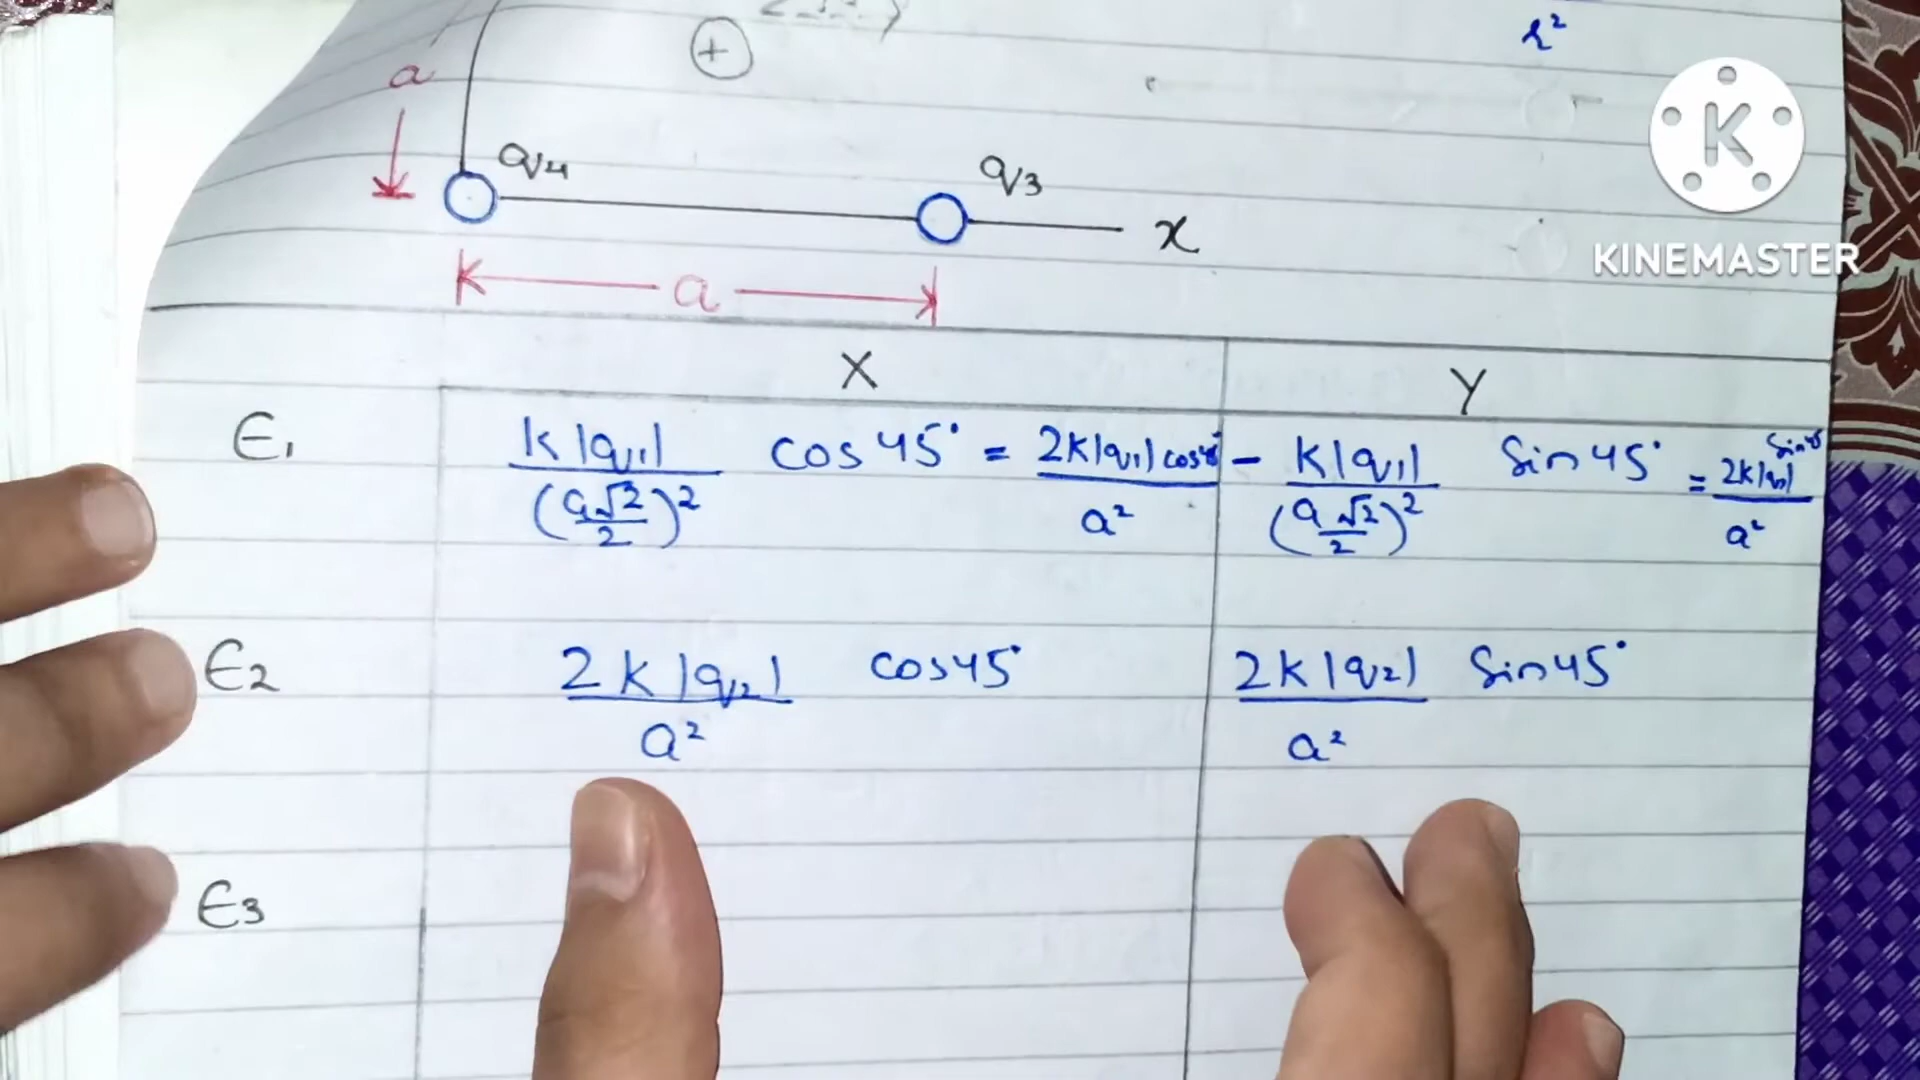 r²
a
+
q4
q3
x
a
X Y
E1 K|q1| / (a√2/2)² cos45° = 2K|q1| cos45° / a² - K|q1| / (a√2/2)² Sin45° = 2K|q1| Sin45° / a²
E2 2K|q2| / a² cos45° 2K|q2| / a² Sin45°
E3
K
KINEMASTER